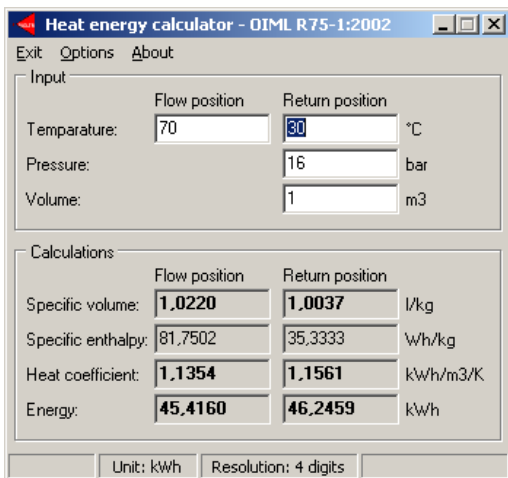 Heat energy calculator - OIML R75-1:2002
Exit Options About
Input
Flow position Return position
Temparature: 70 30 °C
Pressure: 16 bar
Volume: 1 m3
Calculations
Flow position Return position
Specific volume: 1,0220 1,0037 l/kg
Specific enthalpy: 81,7502 35,3333 Wh/kg
Heat coefficient: 1,1354 1,1561 kWh/m3/K
Energy: 45,4160 46,2459 kWh
Unit: kWh Resolution: 4 digits